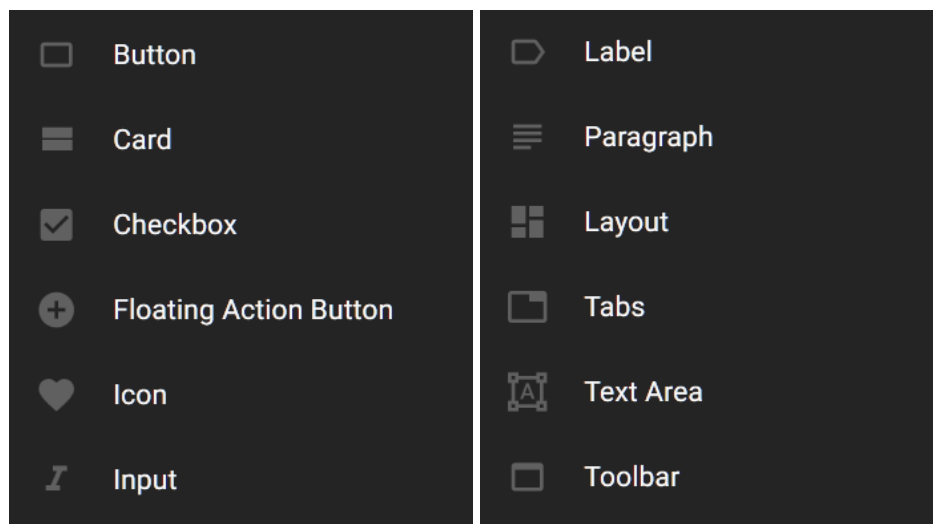 Button
Card
Checkbox
Floating Action Button
Icon
Input
Label
Paragraph
Layout
Tabs
Text Area
Toolbar